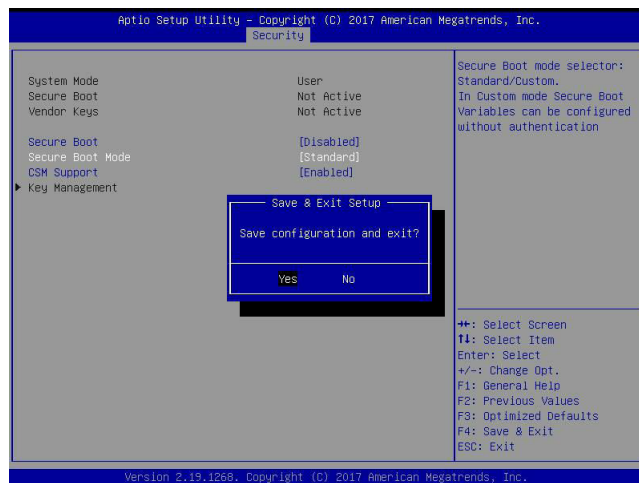 Aptio Setup Utility – Copyright (C) 2017 American Megatrends, Inc.
Security
System Mode User
Secure Boot Not Active
Vendor Keys Not Active
Secure Boot [Disabled]
Secure Boot Mode [Standard]
CSM Support [Enabled]
▶ Key Management
Save & Exit Setup
Save configuration and exit?
Yes No
Secure Boot mode selector:
Standard/Custom.
In Custom mode Secure Boot
Variables can be configured
without authentication
→←: Select Screen
↑↓: Select Item
Enter: Select
+/-: Change Opt.
F1: General Help
F2: Previous Values
F3: Optimized Defaults
F4: Save & Exit
ESC: Exit
Version 2.19.1268. Copyright (C) 2017 American Megatrends, Inc.